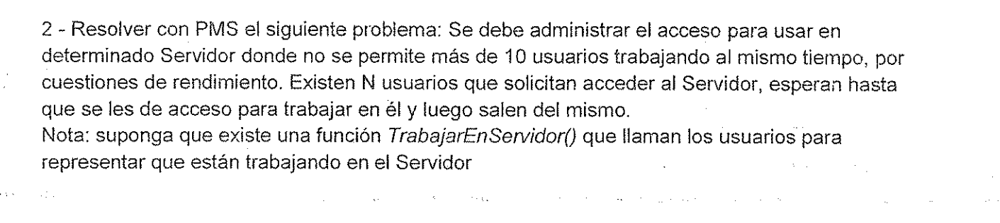 2 - Resolver con PMS el siguiente problema: Se debe administrar el acceso para usar en
determinado Servidor donde no se permite más de 10 usuarios trabajando al mismo tiempo, por
cuestiones de rendimiento. Existen N usuarios que solicitan acceder al Servidor, esperan hasta
que se les de acceso para trabajar en él y luego salen del mismo.
Nota: suponga que existe una función TrabajarEnServidor() que llaman los usuarios para
representar que están trabajando en el Servidor